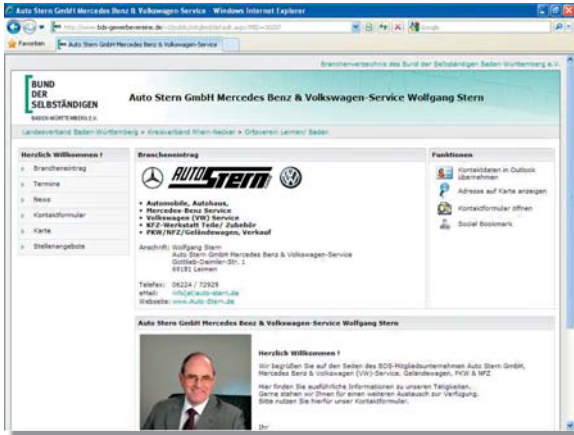 Auto Stern GmbH Mercedes Benz & Volkswagen Service - Windows Internet Explorer
Google
Favoriten
Auto Stern GmbH Mercedes Benz & Volkswagen-Service
Branchenverzeichnis des Bund der Selbständigen Baden-Württemberg e.V.
BUND
DER
SELBSTÄNDIGEN
BADEN-WÜRTTEMBERG E.V.
Auto Stern GmbH Mercedes Benz & Volkswagen-Service Wolfgang Stern
Landesverband Baden-Württemberg > Kreisverband Rhein-Neckar > Ortsverein Leimen/ Baden
Herzlich Willkommen !
Brancheneintrag
Termine
News
Kontaktformular
Karte
Stellenangebote
Brancheneintrag
AUTO Stern
• Automobile, Autohaus,
• Mercedes-Benz Service
• Volkswagen (VW) Service
• KFZ-Werkstatt Teile/ Zubehör
• PKW/NFZ/Geländewagen, Verkauf
Anschrift: Wolfgang Stern
Auto Stern GmbH Mercedes Benz & Volkswagen-Service
Gottlieb-Daimler-Str. 1
69181 Leimen
Telefax: 06224 / 72929
eMail: info[at]auto-stern.de
Webseite: www.Auto-Stern.de
Funktionen
Kontaktdaten in Outlook
übernehmen
Adresse auf Karte anzeigen
Kontaktformular öffnen
Social Bookmark
Auto Stern GmbH Mercedes Benz & Volkswagen-Service Wolfgang Stern
Herzlich Willkommen !
Wir begrüßen Sie auf den Seiten des BDS-Mitgliedsunternehmen Auto Stern GmbH,
Mercedes Benz & Volkswagen (VW)-Service, Geländewagen, PKW & NFZ
Hier finden Sie ausführliche Informationen zu unseren Tätigkeiten.
Gerne stehen wir Ihnen für einen weiteren Austausch zur Verfügung.
Bitte nutzen Sie hierfür unser Kontaktformular.
Ihr